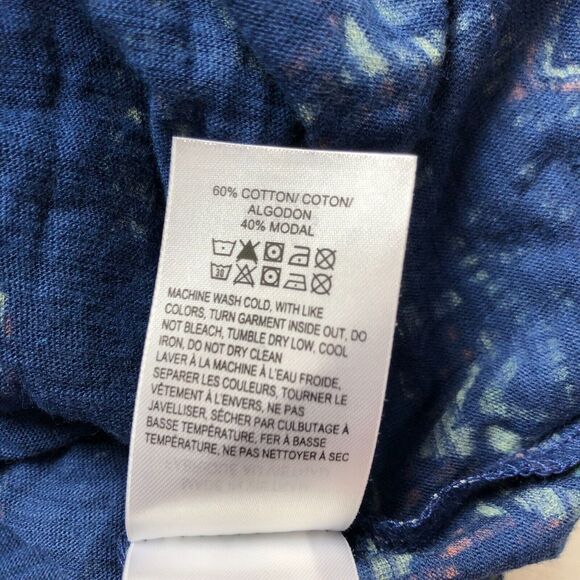 60% COTTON/ COTON/
ALGODON
40% MODAL
30
MACHINE WASH COLD, WITH LIKE
COLORS, TURN GARMENT INSIDE OUT, DO
NOT BLEACH, TUMBLE DRY LOW, COOL
IRON, DO NOT DRY CLEAN
LAVER À LA MACHINE À L'EAU FROIDE,
SEPARER LES COULEURS, TOURNER LE
VÊTEMENT À L'ENVERS, NE PAS
JAVELLISER, SÉCHER PAR CULBUTAGE À
BASSE TEMPÉRATURE, FER À BASSE
TEMPÉRATURE, NE PAS NETTOYER À SEC